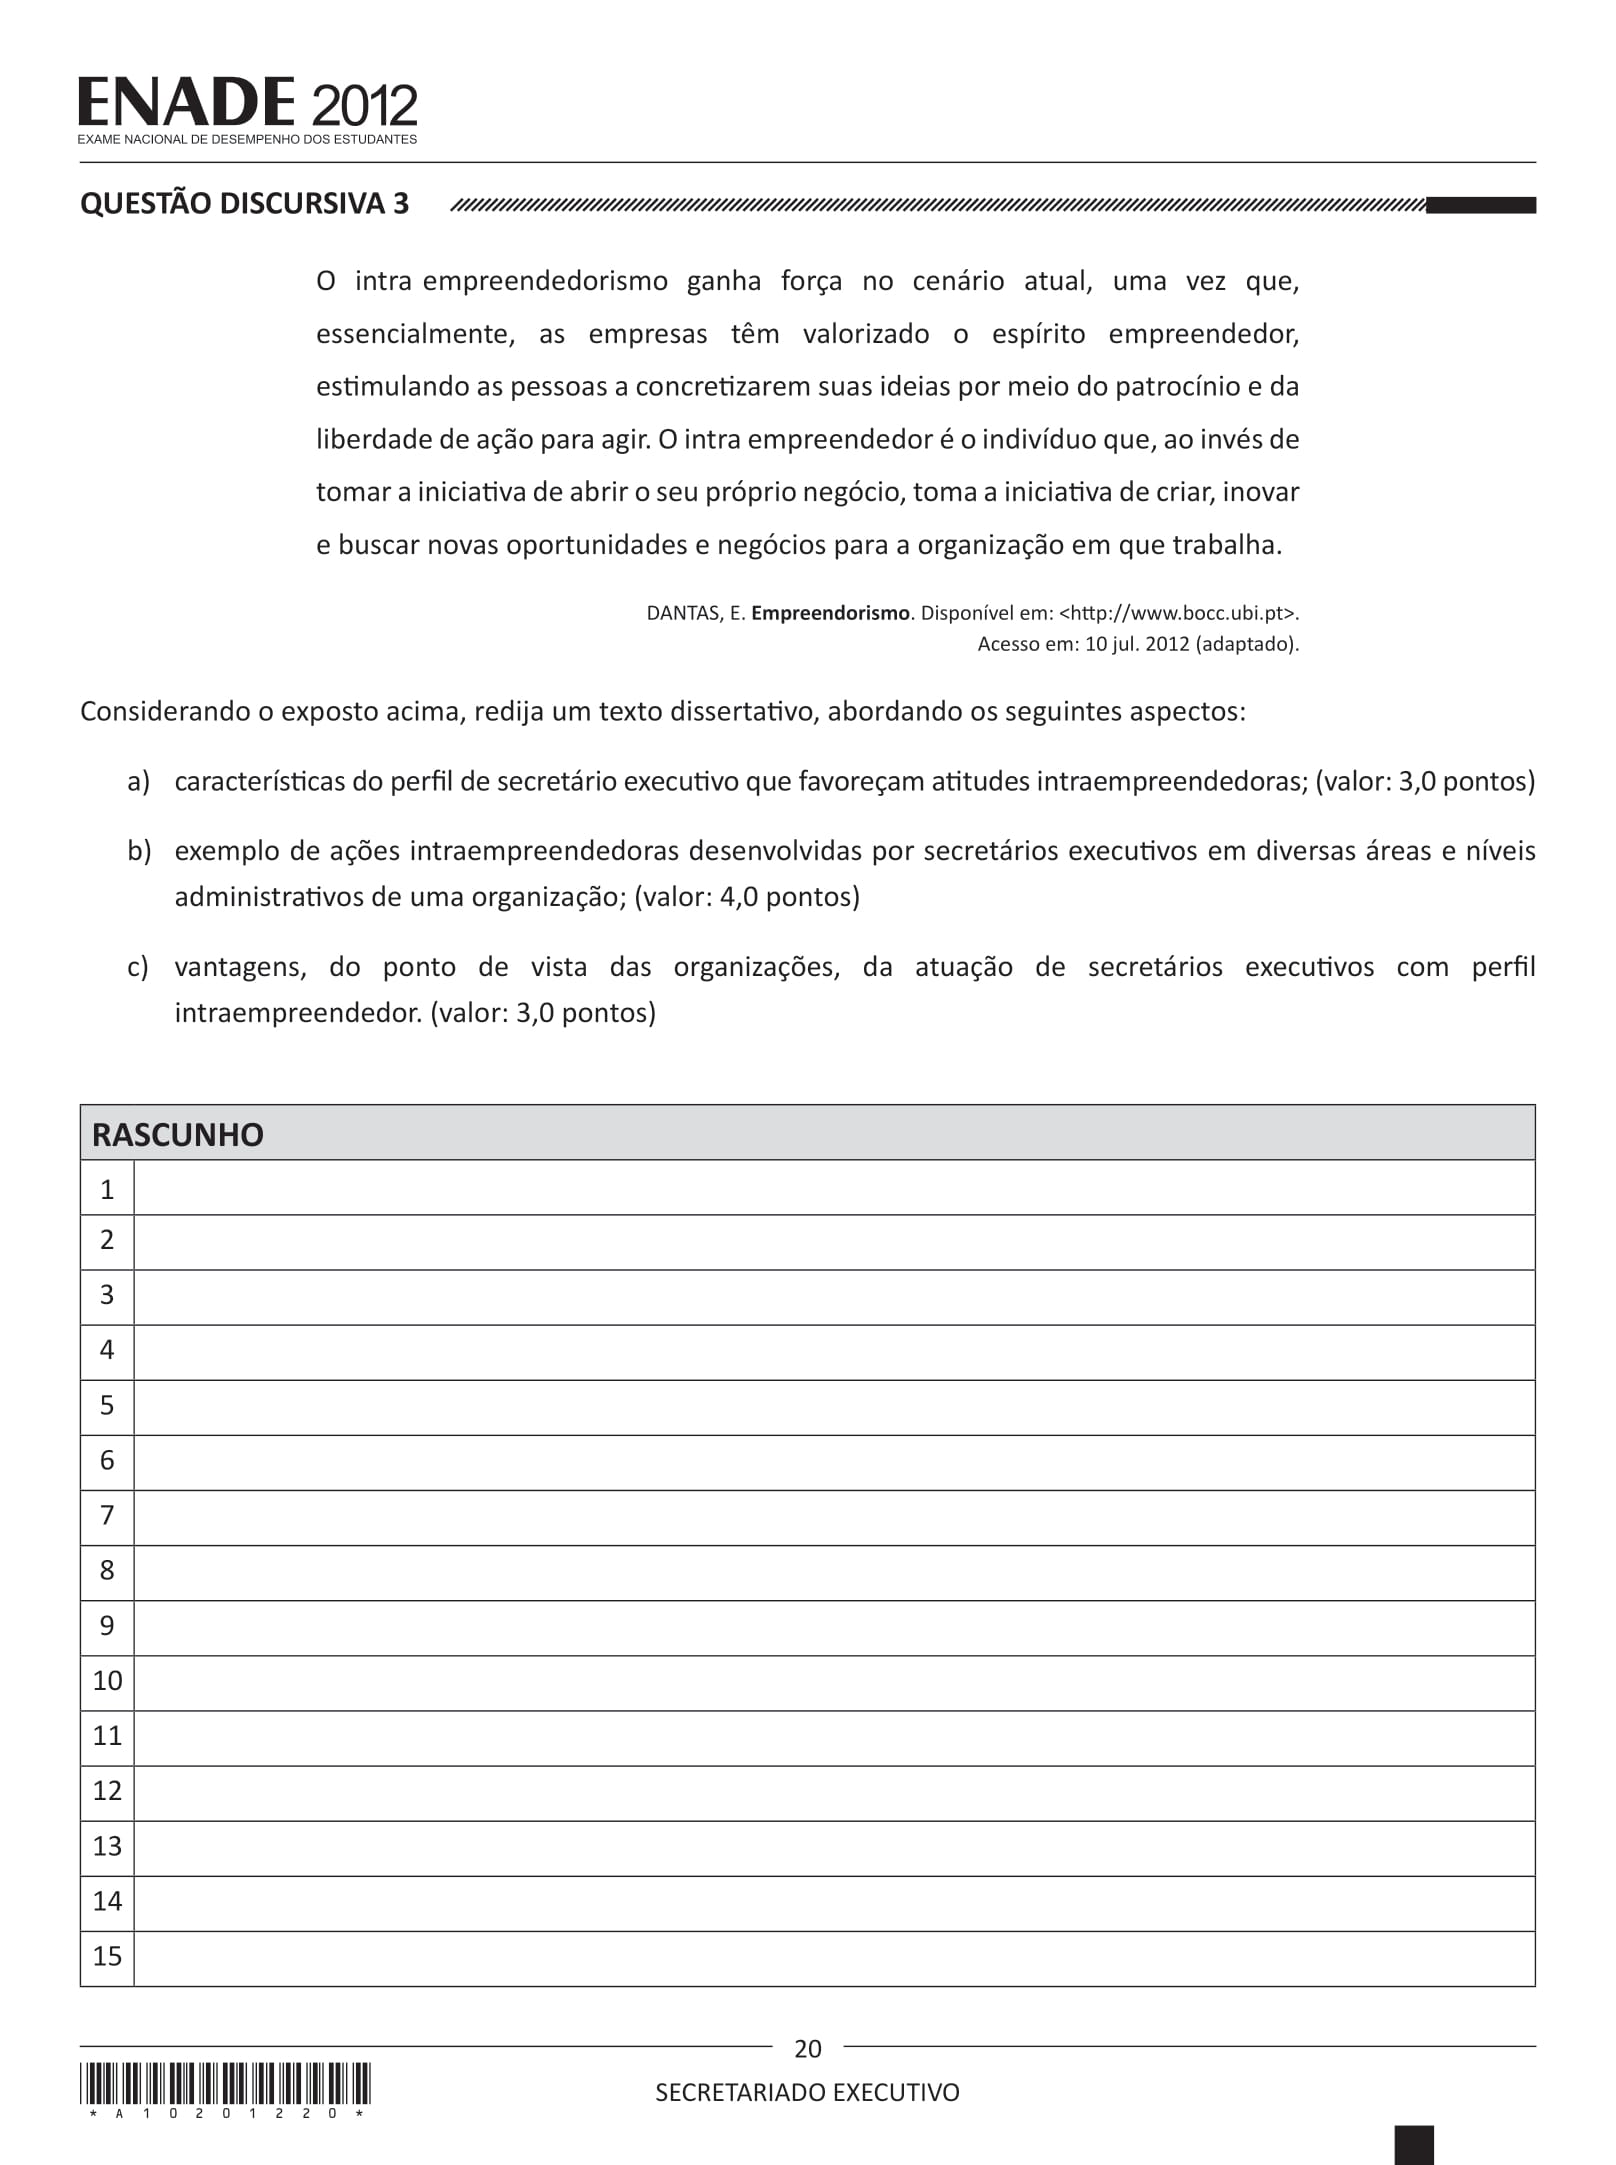 ENADE 2012
EXAME NACIONAL DE DESEMPENHO DOS ESTUDANTES
QUESTÃO DISCURSIVA 3
O intra empreendedorismo ganha força no cenário atual, uma vez que,
essencialmente, as empresas têm valorizado o espírito empreendedor,
estimulando as pessoas a concretizarem suas ideias por meio do patrocínio e da
liberdade de ação para agir. O intra empreendedor é o indivíduo que, ao invés de
tomar a iniciativa de abrir o seu próprio negócio, toma a iniciativa de criar, inovar
e buscar novas oportunidades e negócios para a organização em que trabalha.
DANTAS, E. Empreendorismo. Disponível em: <http://www.bocc.ubi.pt>.
Acesso em: 10 jul. 2012 (adaptado).
Considerando o exposto acima, redija um texto dissertativo, abordando os seguintes aspectos:
a) características do perfil de secretário executivo que favoreçam atitudes intraempreendedoras; (valor: 3,0 pontos)
b) exemplo de ações intraempreendedoras desenvolvidas por secretários executivos em diversas áreas e níveis
administrativos de uma organização; (valor: 4,0 pontos)
c) vantagens, do ponto de vista das organizações, da atuação de secretários executivos com perfil
intraempreendedor. (valor: 3,0 pontos)
RASCUNHO
1
2
3
4
5
6
7
8
9
10
11
12
13
14
15
20
SECRETARIADO EXECUTIVO
* A 1 0 2 0 1 2 2 0 *